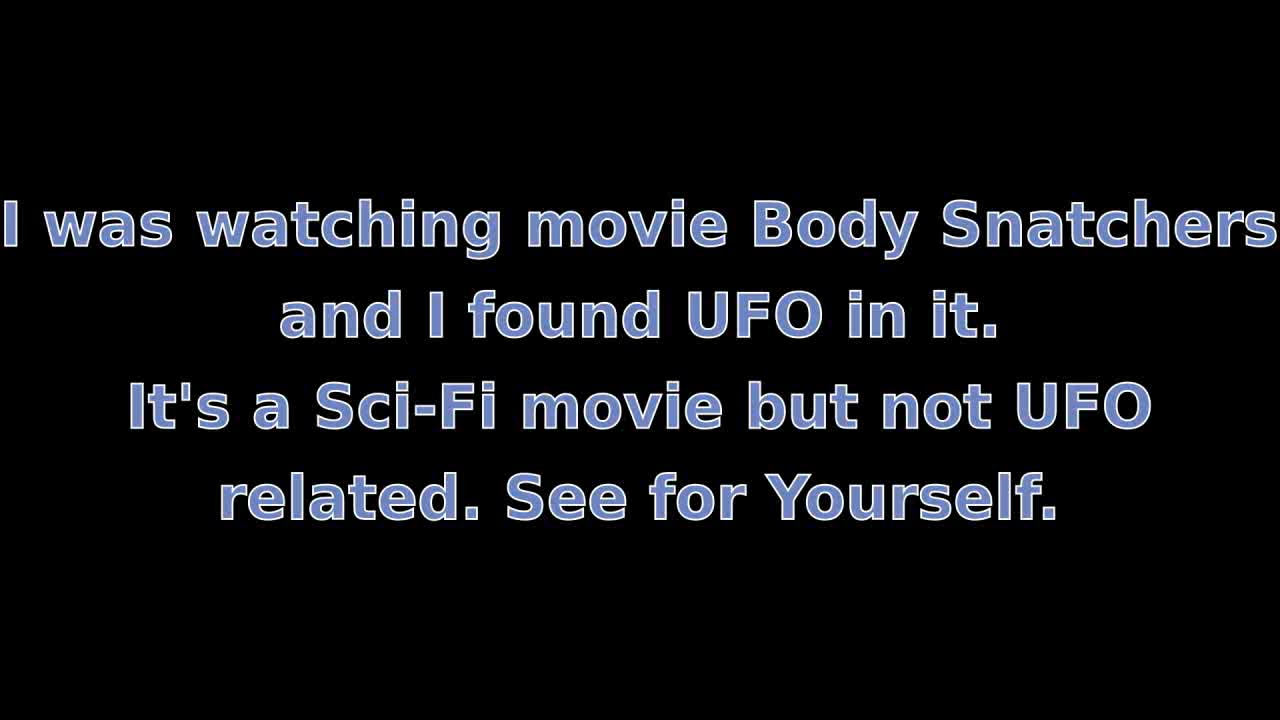 I was watching movie Body Snatchers
and I found UFO in it.
It's a Sci-Fi movie but not UFO
related. See for Yourself.